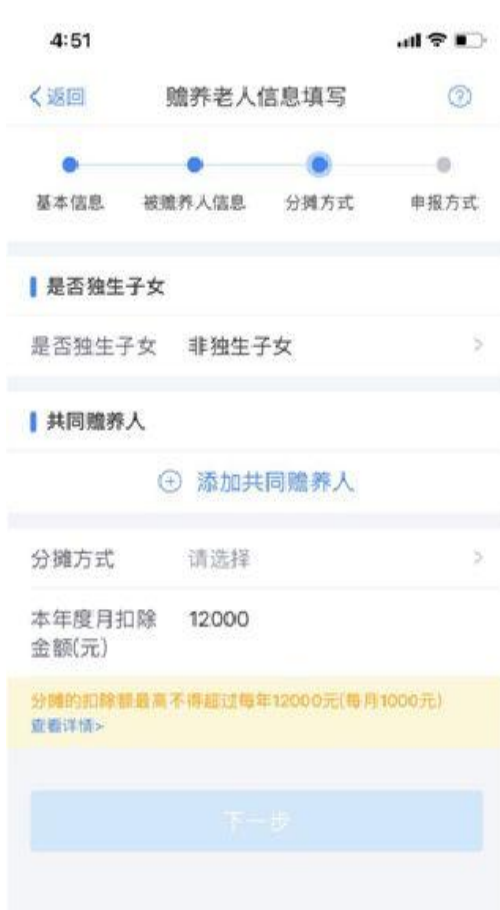 4:51
返回 赡养老人信息填写
基本信息 被赡养人信息 分摊方式 申报方式
是否独生子女
是否独生子女 非独生子女
共同赡养人
添加共同赡养人
分摊方式 请选择
本年度月扣除 12000
金额(元)
分摊的扣除额最高不得超过每年12000元(每月1000元)
查看详情>
下一步